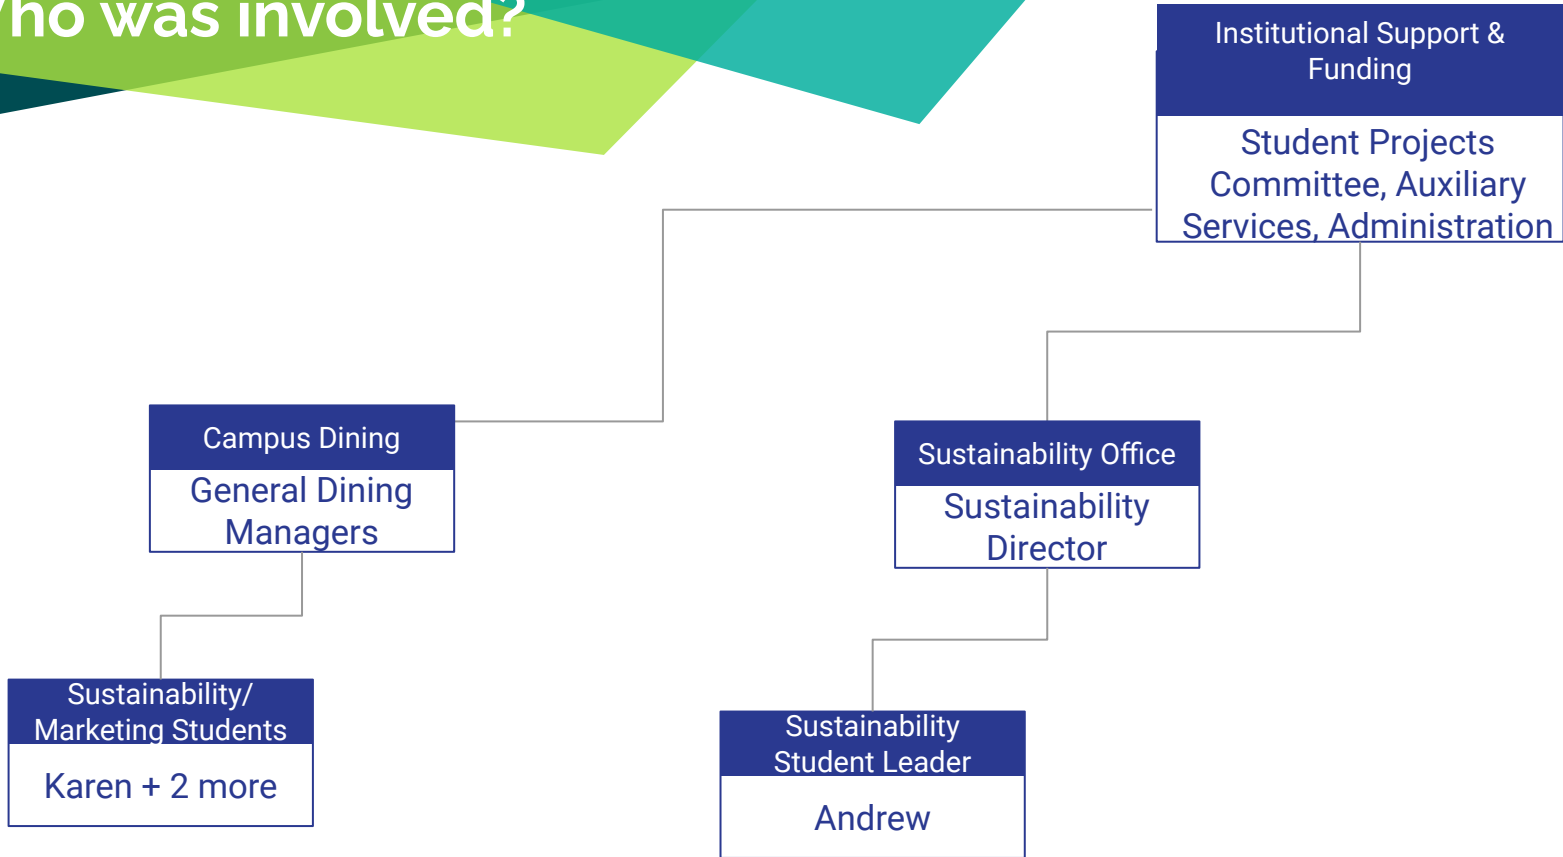 Who was involved?
Institutional Support &
Funding
Student Projects
Committee, Auxiliary
Services, Administration
Campus Dining
General Dining
Managers
Sustainability Office
Sustainability
Director
Sustainability/
Marketing Students
Karen + 2 more
Sustainability
Student Leader
Andrew